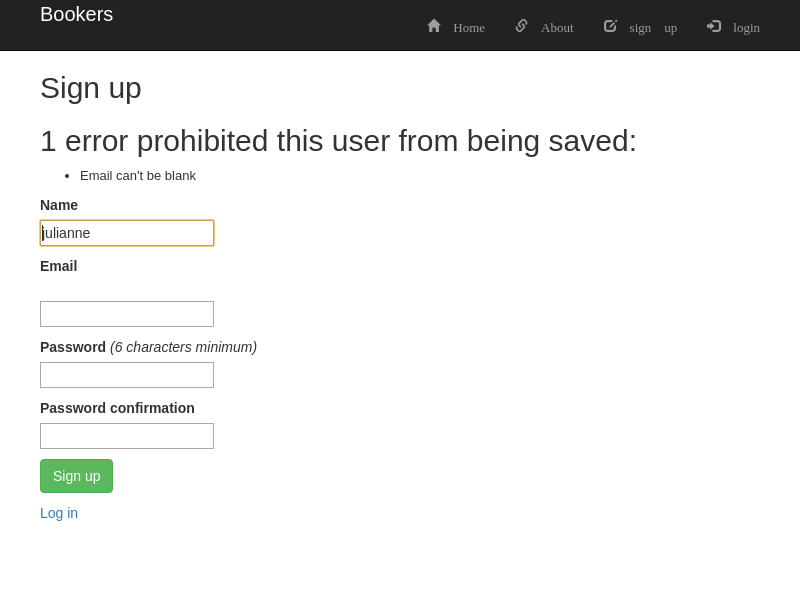 Bookers
Home About sign up login
Sign up
1 error prohibited this user from being saved:
Email can't be blank
Name
julianne
Email
Password (6 characters minimum)
Password confirmation
Sign up
Log in